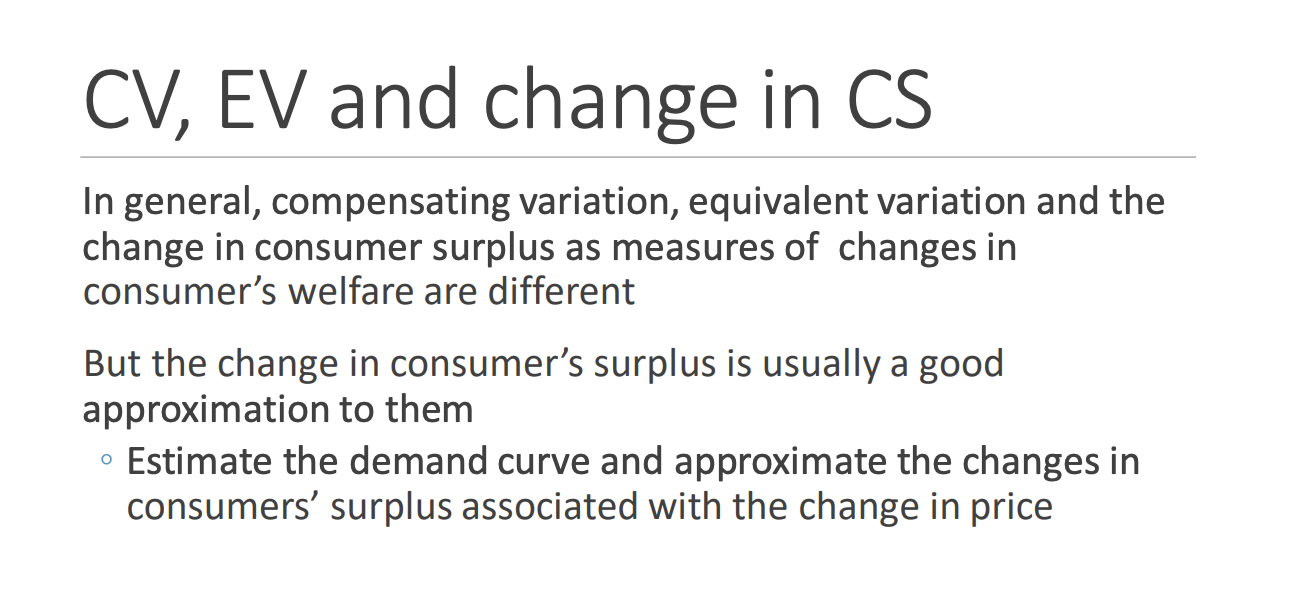 CV, EV and change in CS
In general, compensating variation, equivalent variation and the
change in consumer surplus as measures of  changes in
consumer’s welfare are different
But the change in consumer’s surplus is usually a good
approximation to them
◦ Estimate the demand curve and approximate the changes in
consumers’ surplus associated with the change in price